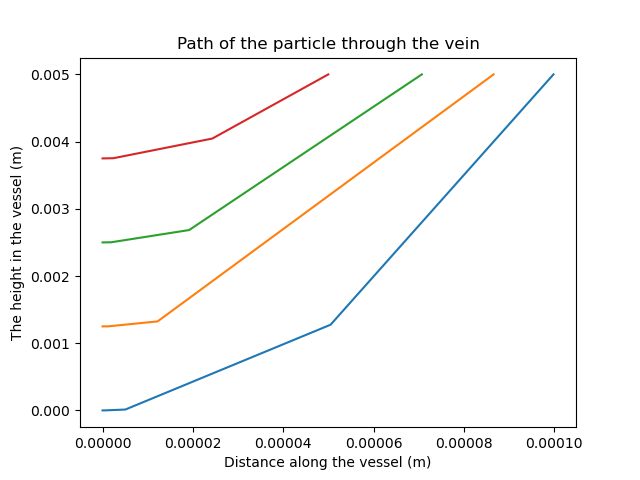 Path of the particle through the vein
The height in the vessel (m)
0.005
0.004
0.003
0.002
0.001
0.000
0.00000 0.00002 0.00004 0.00006 0.00008 0.00010
Distance along the vessel (m)